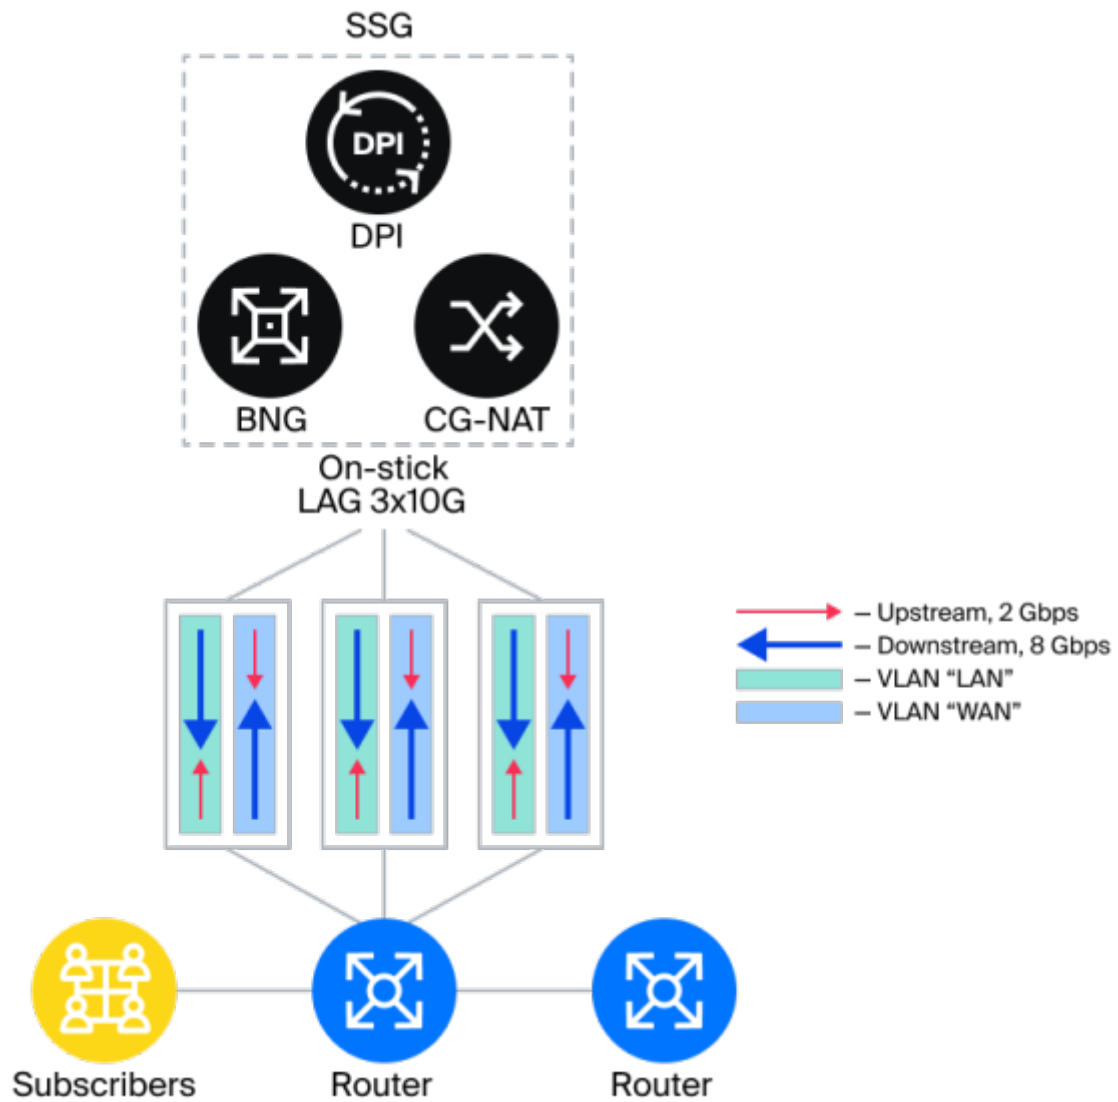 SSG
DPI
DPI
BNG
CG-NAT
On-stick
LAG 3x10G
– Upstream, 2 Gbps
– Downstream, 8 Gbps
– VLAN “LAN”
– VLAN “WAN”
Subscribers
Router
Router